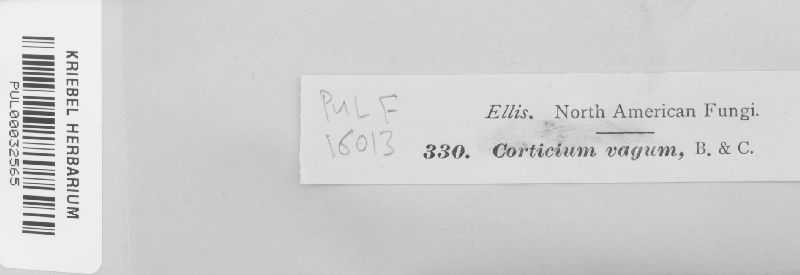 KRIEBEL HERBARIUM
PUL00032565
PUL F
16013
Ellis. North American Fungi.
330. Corticium vagum, B. & C.